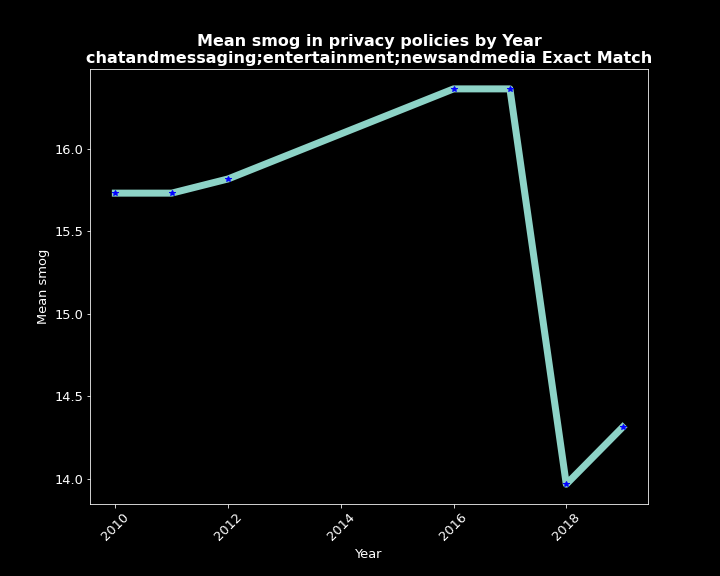 Mean smog in privacy policies by Year
chatandmessaging;entertainment;newsandmedia Exact Match
16.0
15.5
15.0
14.5
14.0
Mean smog
2010
2012
2014
2016
2018
Year